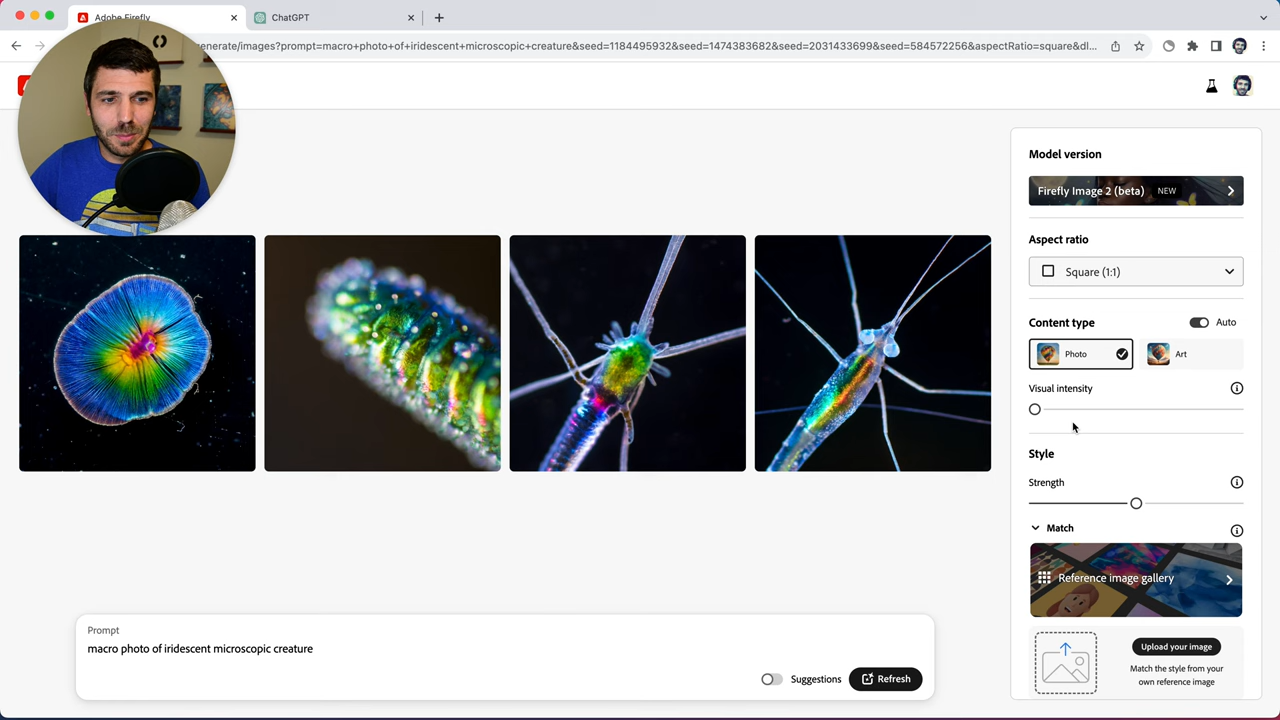 Adobe Firefly
ChatGPT
enerate/images?prompt=macro+photo+of+iridescent+microscopic+creature&seed=1184495932&seed=1474383682&seed=2031433699&seed=584572256&aspectRatio=square&dl...
Model version
Firefly Image 2 (beta) NEW
Aspect ratio
Square (1:1)
Content type Auto
Photo Art
Visual intensity
Style
Strength
Match
Reference image gallery
Upload your image
Match the style from your
own reference image
Prompt
macro photo of iridescent microscopic creature
Suggestions Refresh